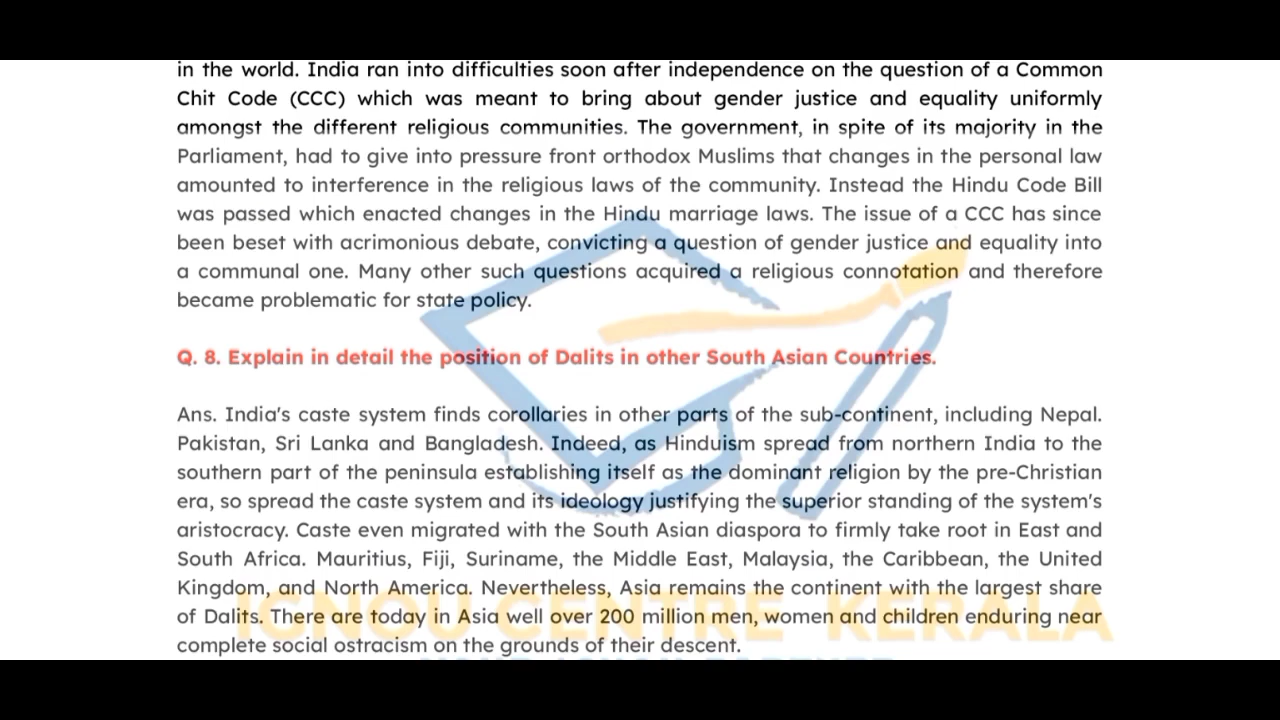 in the world. India ran into difficulties soon after independence on the question of a Common
Chit Code (CCC) which was meant to bring about gender justice and equality uniformly
amongst the different religious communities. The government, in spite of its majority in the
Parliament, had to give into pressure front orthodox Muslims that changes in the personal law
amounted to interference in the religious laws of the community. Instead the Hindu Code Bill
was passed which enacted changes in the Hindu marriage laws. The issue of a CCC has since
been beset with acrimonious debate, convicting a question of gender justice and equality into
a communal one. Many other such questions acquired a religious connotation and therefore
became problematic for state policy.
Q. 8. Explain in detail the position of Dalits in other South Asian Countries.
Ans. India's caste system finds corollaries in other parts of the sub-continent, including Nepal.
Pakistan, Sri Lanka and Bangladesh. Indeed, as Hinduism spread from northern India to the
southern part of the peninsula establishing itself as the dominant religion by the pre-Christian
era, so spread the caste system and its ideology justifying the superior standing of the system's
aristocracy. Caste even migrated with the South Asian diaspora to firmly take root in East and
South Africa. Mauritius, Fiji, Suriname, the Middle East, Malaysia, the Caribbean, the United
Kingdom, and North America. Nevertheless, Asia remains the continent with the largest share
of Dalits. There are today in Asia well over 200 million men, women and children enduring near
complete social ostracism on the grounds of their descent.
IGNOU CENTRE KERALA